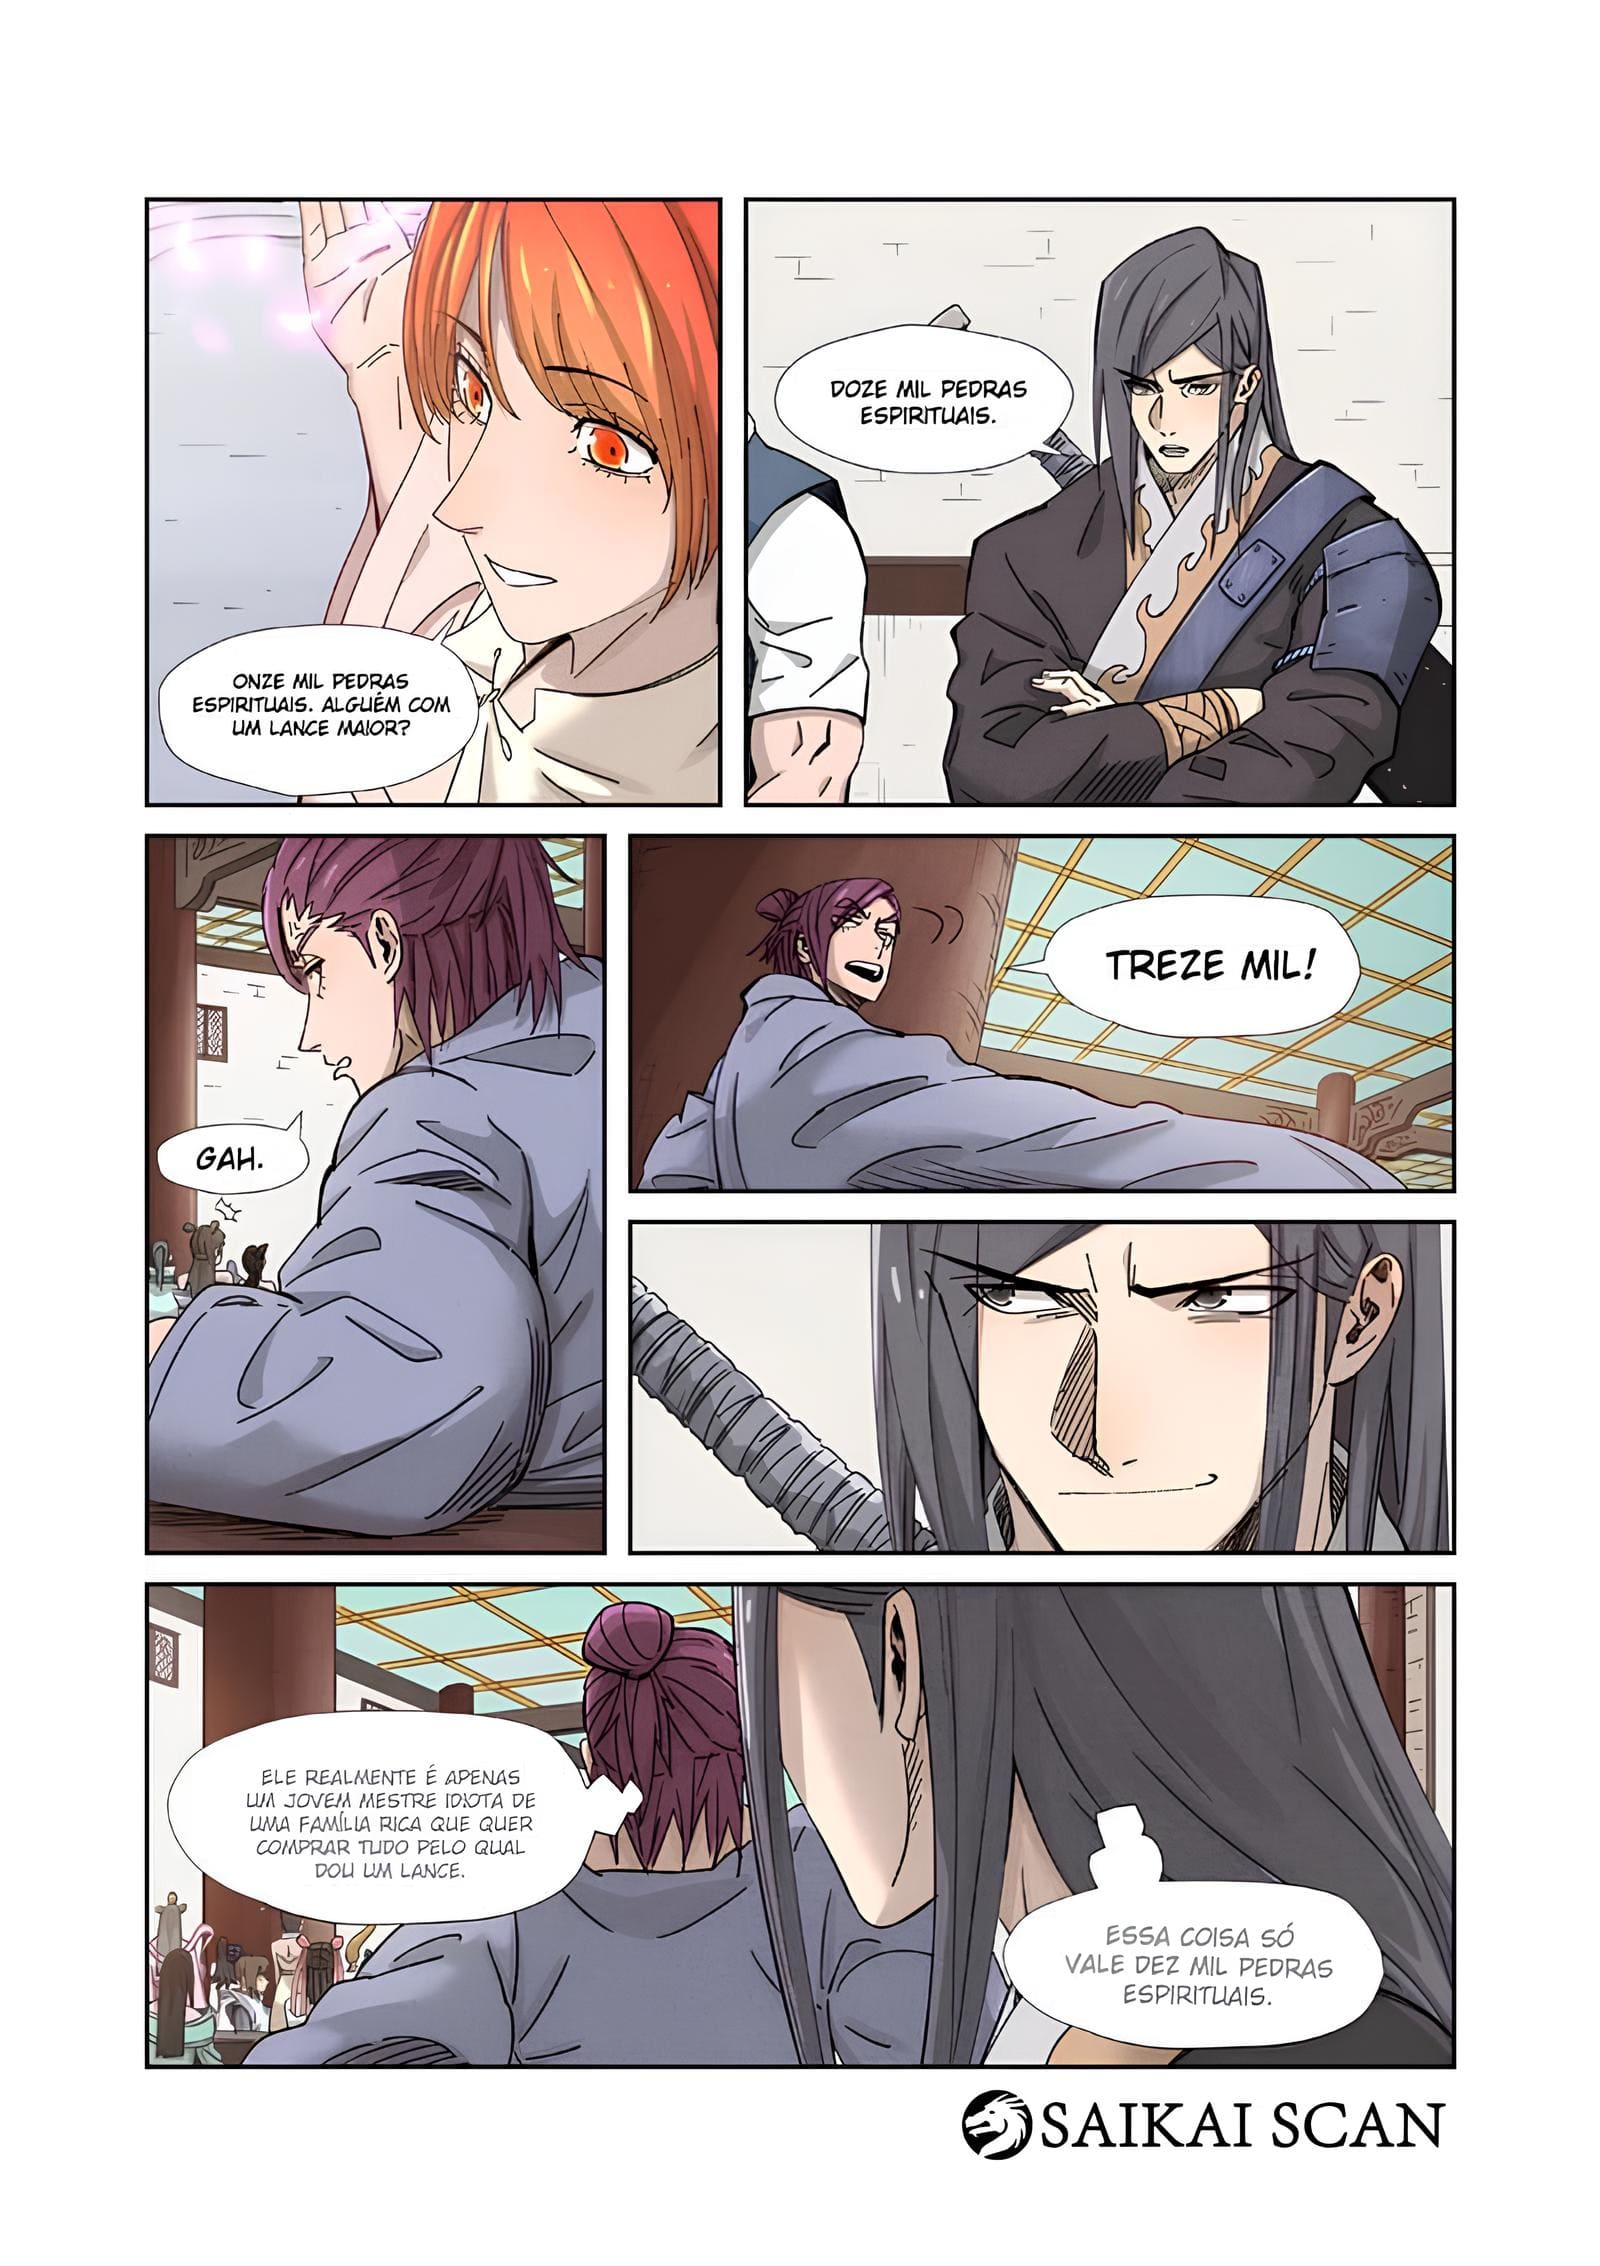 ONZE MIL PEDRAS
ESPIRITUAIS. ALGUÉM COM
UM LANCE MAIOR?
DOZE MIL PEDRAS
ESPIRITUAIS.
GAH.
TREZE MIL!
ELE REALMENTE É APENAS
UM JOVEM MESTRE IDIOTA DE
UMA FAMÍLIA RICA QUE QUER
COMPRAR TUDO PELO QUAL
DOU UM LANCE.
ESSA COISA SÓ
VALE DEZ MIL PEDRAS
ESPIRITUAIS.
SAIKAI SCAN